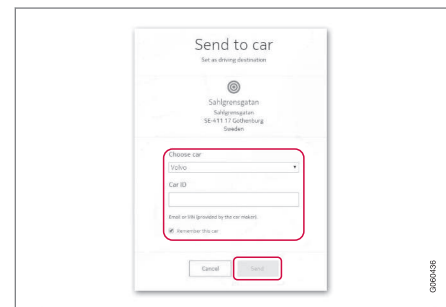 Send to car
Set as driving destination
Sahlgrensgatan
Sahlgrensgatan
SE-411 17 Gothenburg
Sweden
Choose car
Volvo
Car ID
Email or VIN (provided by the car maker).
Remember this car
Cancel
Send
G060436